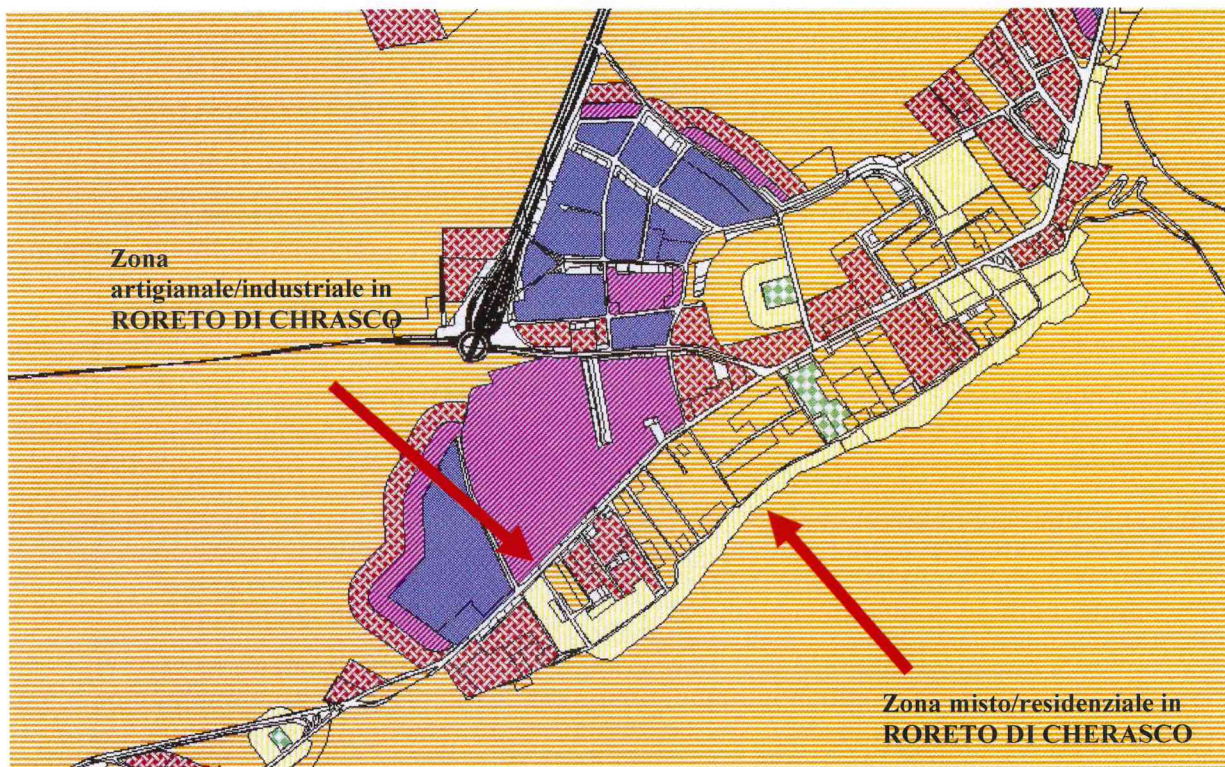 Zona
artigianale/industriale in
RORETO DI CHRASCO
Zona misto/residenziale in
RORETO DI CHERASCO